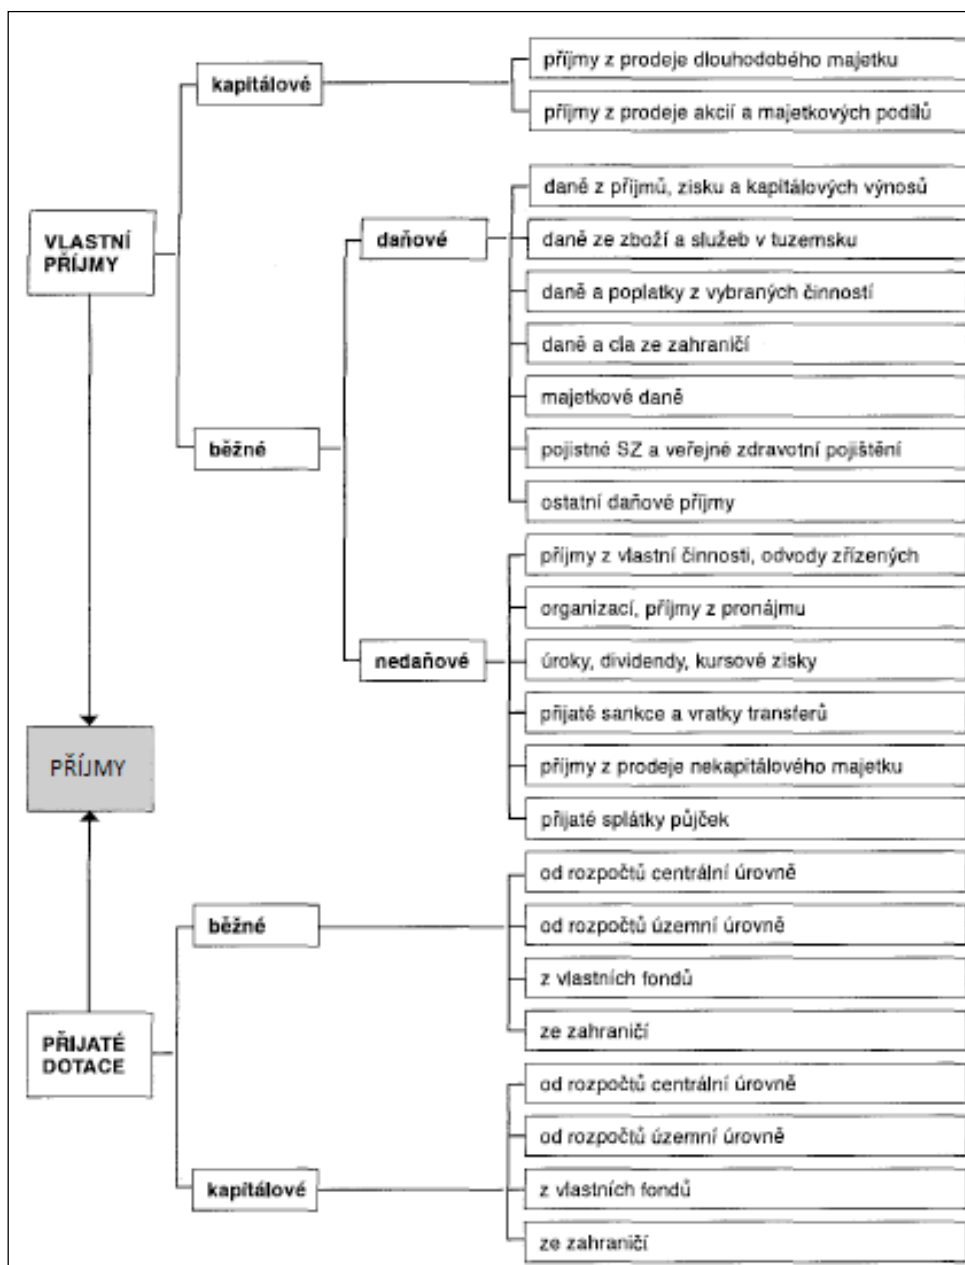 kapitálové
příjmy z prodeje dlouhodobého majetku
příjmy z prodeje akcií a majetkových podílů
VLASTNÍ
PŘÍJMY
daňové
daně z příjmů, zisku a kapitálových výnosů
daně ze zboží a služeb v tuzemsku
daně a poplatky z vybraných činností
daně a cla ze zahraničí
majetkové daně
běžné
pojistné SZ a veřejné zdravotní pojištění
ostatní daňové příjmy
nedaňové
příjmy z vlastní činnosti, odvody zřízených
organizací, příjmy z pronájmu
úroky, dividendy, kursové zisky
přijaté sankce a vratky transferů
příjmy z prodeje nekapitálového majetku
přijaté splátky půjček
PŘÍJMY
běžné
od rozpočtů centrální úrovně
od rozpočtů územní úrovně
z vlastních fondů
ze zahraničí
PŘIJATÉ
DOTACE
kapitálové
od rozpočtů centrální úrovně
od rozpočtů územní úrovně
z vlastních fondů
ze zahraničí